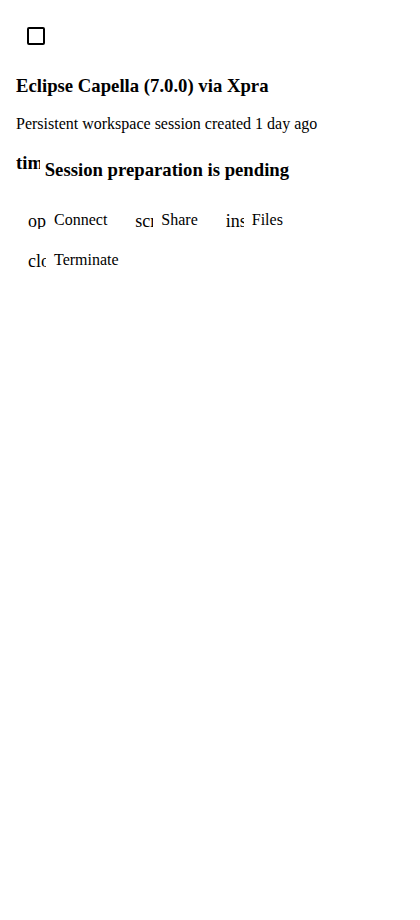 Eclipse Capella (7.0.0) via Xpra
Persistent workspace session created 1 day ago
tim Session preparation is pending
op Connect scr Share ins Files
clo Terminate